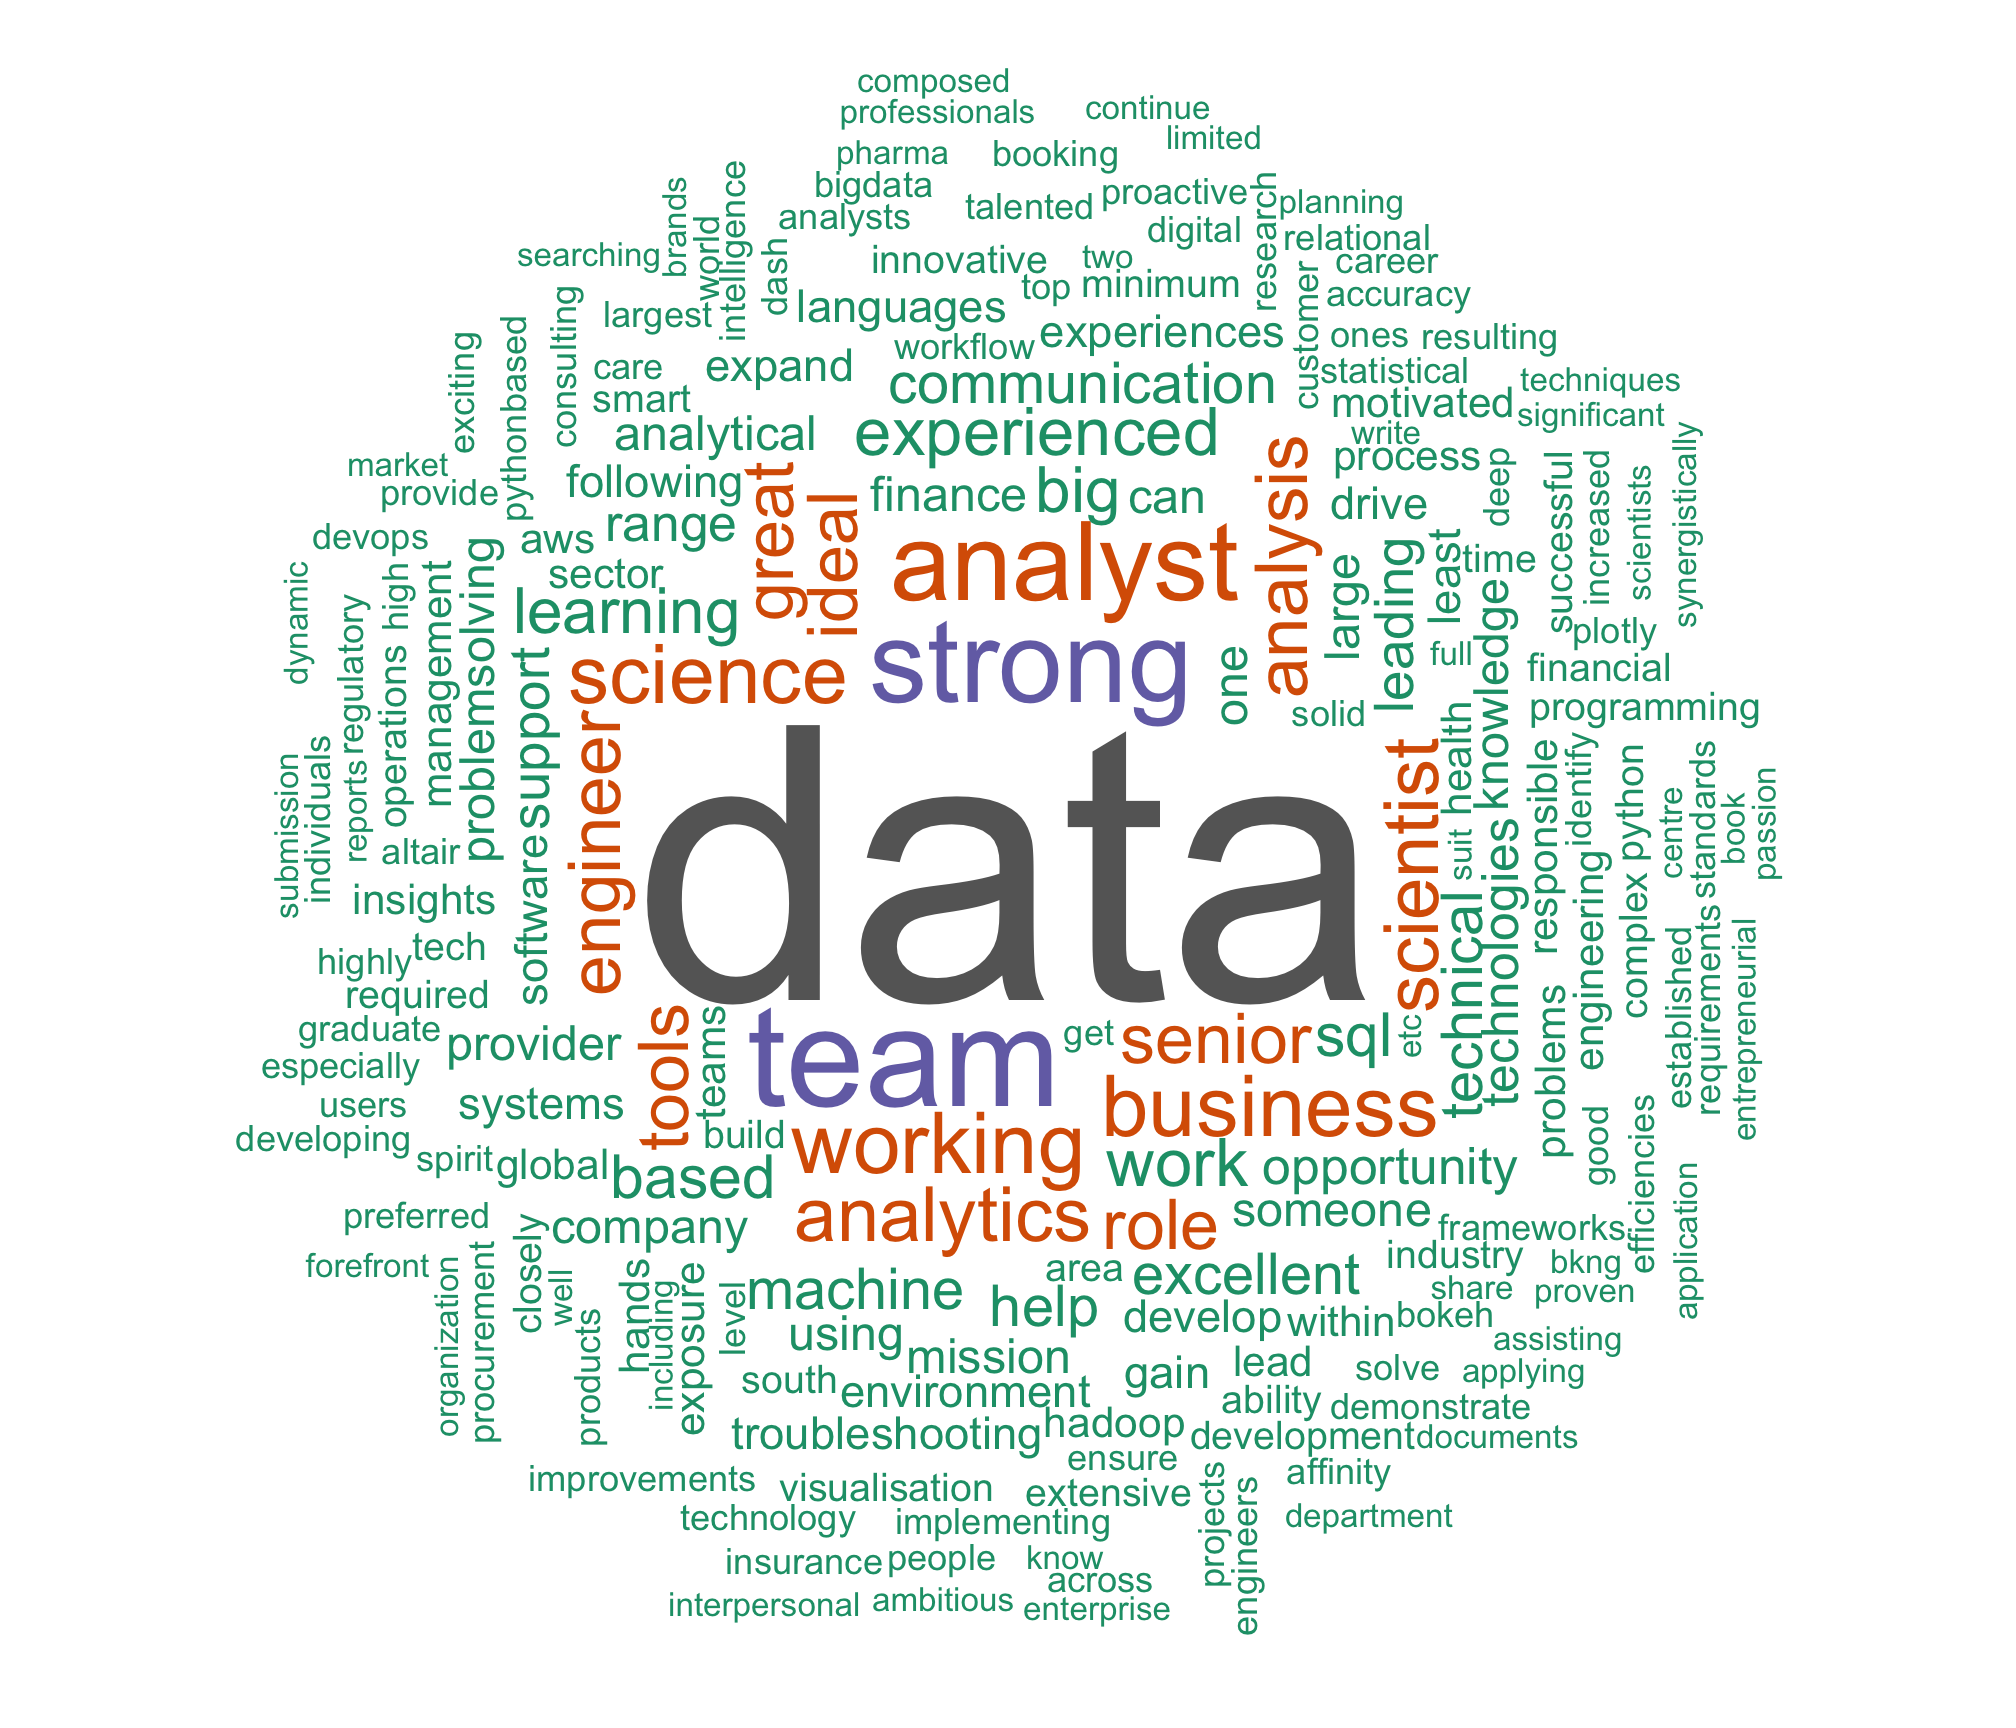 composed
professionals
continue
limited
pharma
booking
bigdata
proactive
planning
analysts
talented
digital
research
relational
brands
world
intelligence
dash
searching
innovative
two
career
top
minimum
customer
accuracy
largest
languages
experiences
ones
resulting
consulting
pythonbased
exciting
workflow
care
expand
statistical
techniques
smart
communication
motivated
significant
analytical
experienced
write
synergistically
market
process
following
great
ideal
finance
big
can
analysis
provide
drive
deep
successful
increased
scientists
devops
aws
range
analyst
large
leading
least
time
sector
dynamic
high
management
problemsolving
learning
knowledge
plotly
regulatory
operations
science
strong
one
full
financial
support
solid
programming
engineer
data
scientist
health
submission
individuals
reports
altair
software
suit
technologies
responsible
identify
python
centre
standards
book
passion
insights
technical
engineering
complex
highly
tech
established
requirements
entrepreneurial
required
graduate
provider
tools
teams
team
get
senior
sql
etc
problems
especially
users
systems
business
good
efficiencies
developing
build
working
spirit
global
based
work
opportunity
application
preferred
company
analytics
role
someone
frameworks
forefront
organization
procurement
closely
well
products
hands
including
exposure
level
machine
area
excellent
industry
bkng
share
proven
help
using
develop
within
bokeh
assisting
mission
lead
solve
applying
south
environment
gain
ability
demonstrate
troubleshooting
hadoop
development
documents
ensure
improvements
visualisation
extensive
affinity
projects
engineers
technology
implementing
department
insurance
people
know
across
interpersonal
ambitious
enterprise